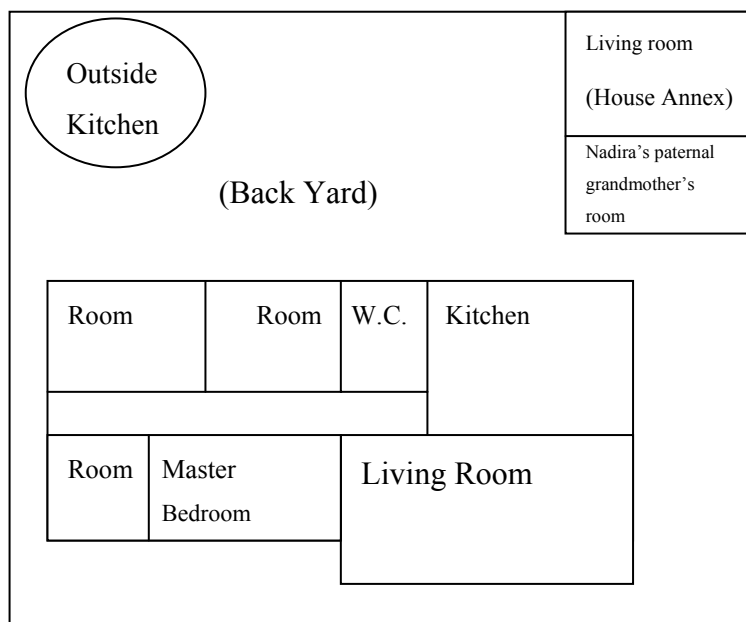 Outside
Kitchen
Living room
(House Annex)
Nadira’s paternal
grandmother’s
room
(Back Yard)
Room
Room
W.C.
Kitchen
Room
Master
Bedroom
Living Room